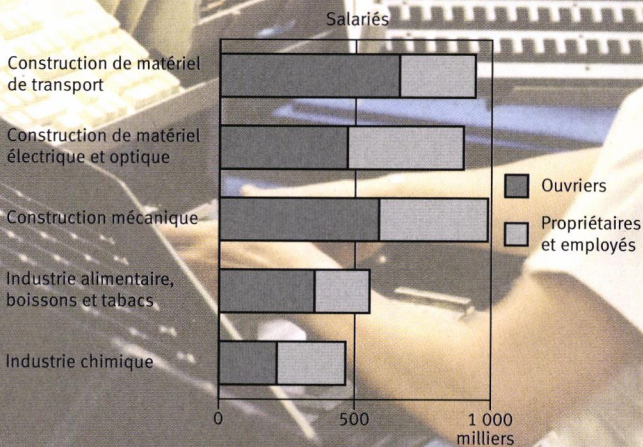 Salariés
Construction de matériel
de transport
Construction de matériel
électrique et optique
Construction mécanique
Industrie alimentaire,
boissons et tabacs
Industrie chimique
Ouvriers
Propriétaires
et employés
0
500
1 000
milliers